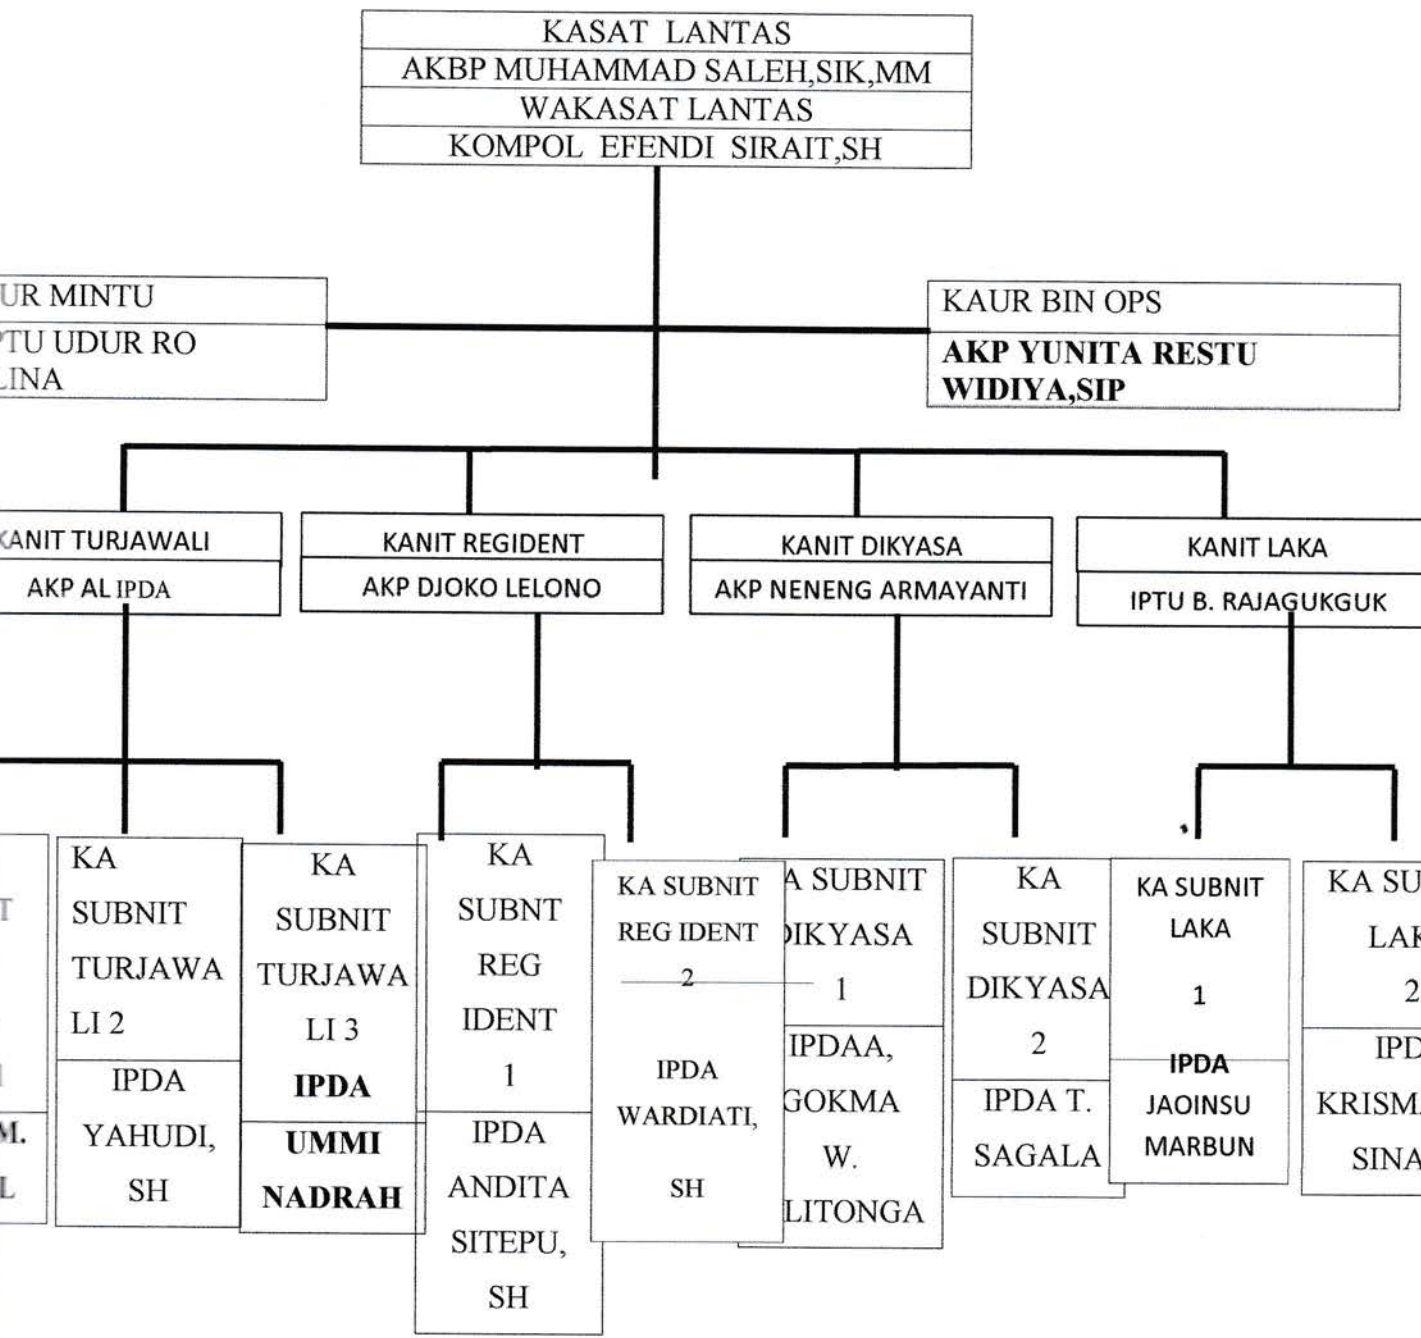 KASAT LANTAS
AKBP MUHAMMAD SALEH,SIK,MM
WAKASAT LANTAS
KOMPOL EFENDI SIRAIT,SH
UR MINTU
PTU UDUR RO
LINA
KAUR BIN OPS
AKP YUNITA RESTU
WIDIYA,SIP
KANIT TURJAWALI
AKP AL IPDA
KANIT REGIDENT
AKP DJOKO LELONO
KANIT DIKYASA
AKP NENENG ARMAYANTI
KANIT LAKA
IPTU B. RAJAGUKGUK
T
M.
L
KA
SUBNIT
TURJAWA
LI 2
IPDA
YAHUDI,
SH
KA
SUBNIT
TURJAWA
LI 3
IPDA
UMMI
NADRAH
KA
SUBNT
REG
IDENT
1
IPDA
ANDITA
SITEPU,
SH
KA SUBNIT
REG IDENT
2
IPDA
WARDIATI,
SH
A SUBNIT
DIKYASA
1
IPDAA,
GOKMA
W.
LITONGA
KA
SUBNIT
DIKYASA
2
IPDA T.
SAGALA
KA SUBNIT
LAKA
1
IPDA
JAOINSU
MARBUN
KA SU
LAK
2
IPD
KRISMA
SINA